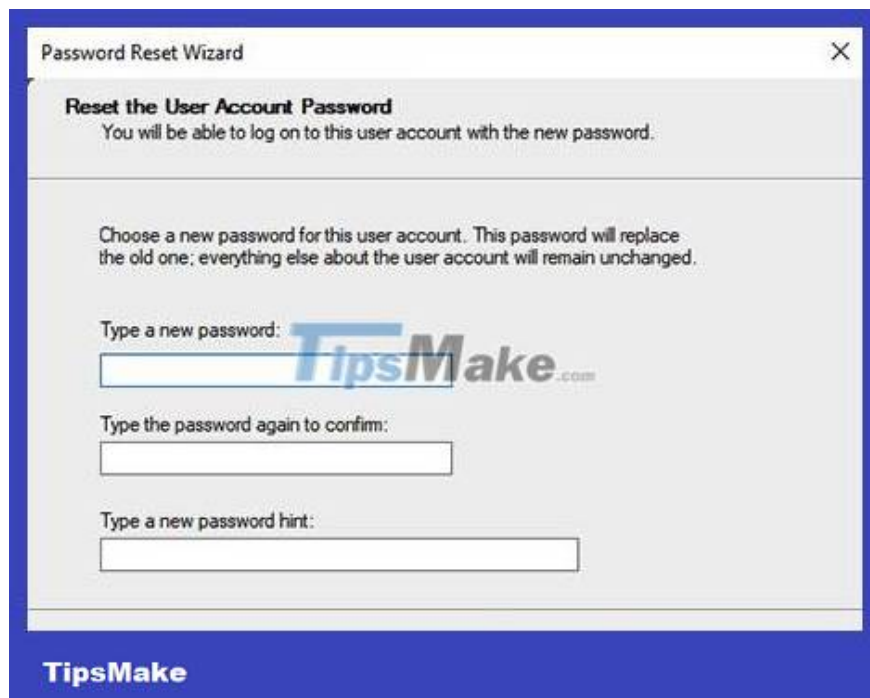 Password Reset Wizard
Reset the User Account Password
You will be able to log on to this user account with the new password.
Choose a new password for this user account. This password will replace
the old one; everything else about the user account will remain unchanged.
Type a new password:
TipsMake.com
Type the password again to confirm:
Type a new password hint:
TipsMake